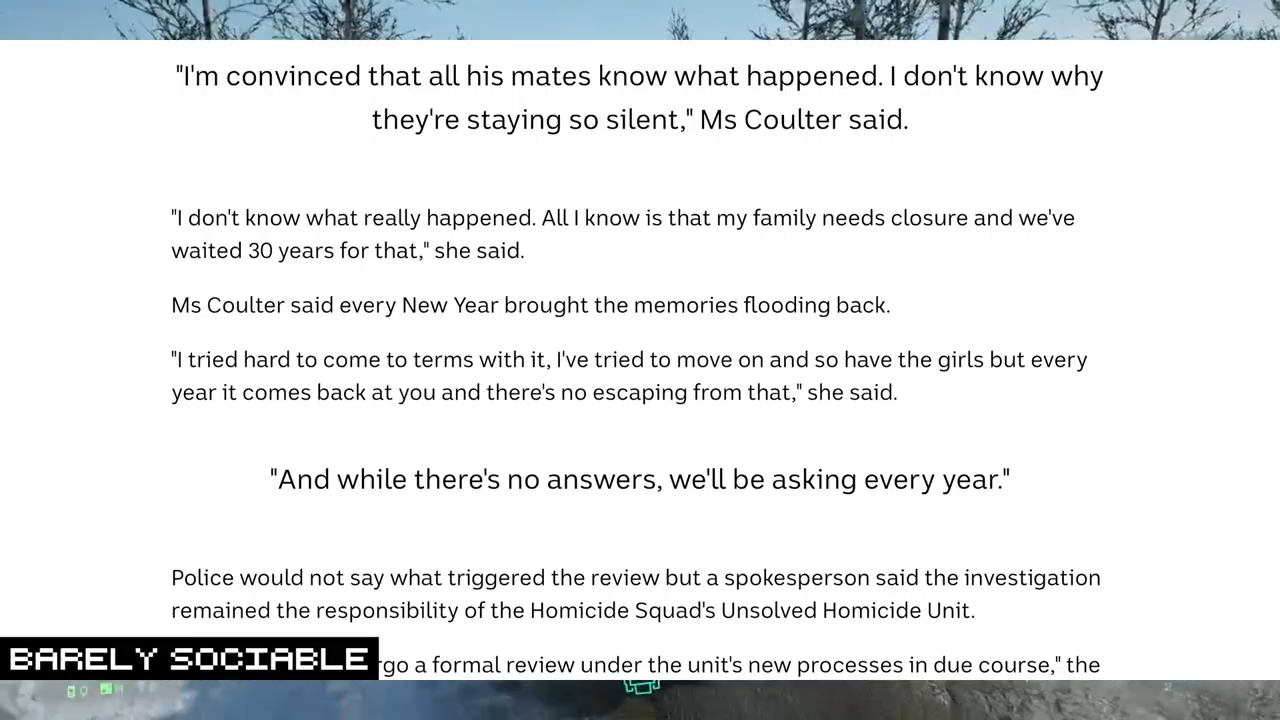 "I'm convinced that all his mates know what happened. I don't know why
they're staying so silent," Ms Coulter said.
"I don't know what really happened. All I know is that my family needs closure and we've
waited 30 years for that," she said.
Ms Coulter said every New Year brought the memories flooding back.
"I tried hard to come to terms with it, I've tried to move on and so have the girls but every
year it comes back at you and there's no escaping from that," she said.
"And while there's no answers, we'll be asking every year."
Police would not say what triggered the review but a spokesperson said the investigation
remained the responsibility of the Homicide Squad's Unsolved Homicide Unit.
BARELY SOCIABLE
a formal review under the unit's new processes in due course," the